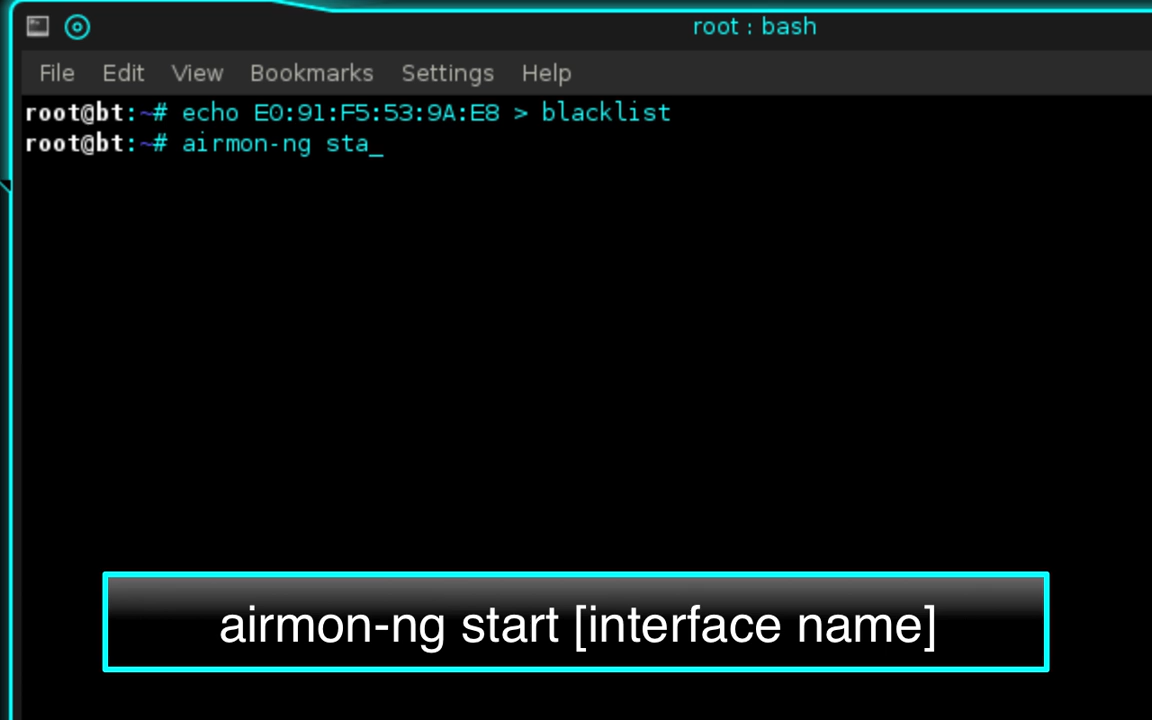 root : bash
File Edit View Bookmarks Settings Help
root@bt:~# echo E0:91:F5:53:9A:E8 > blacklist
root@bt:~# airmon-ng sta_
airmon-ng start [interface name]